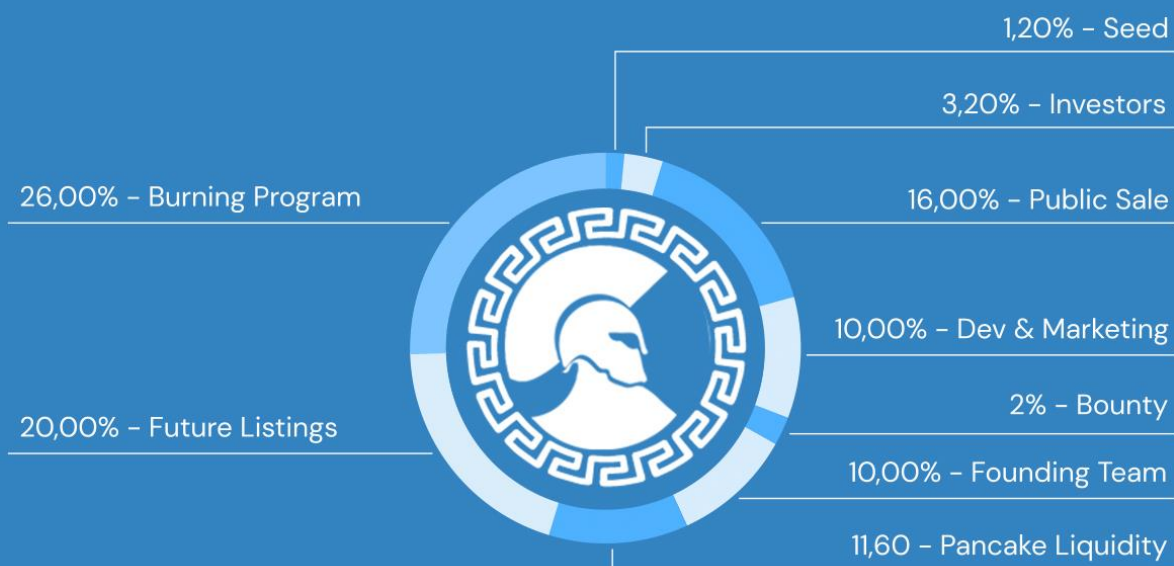 1,20% - Seed
3,20% - Investors
26,00% - Burning Program
16,00% - Public Sale
10,00% - Dev & Marketing
2% - Bounty
20,00% - Future Listings
10,00% - Founding Team
11,60 - Pancake Liquidity